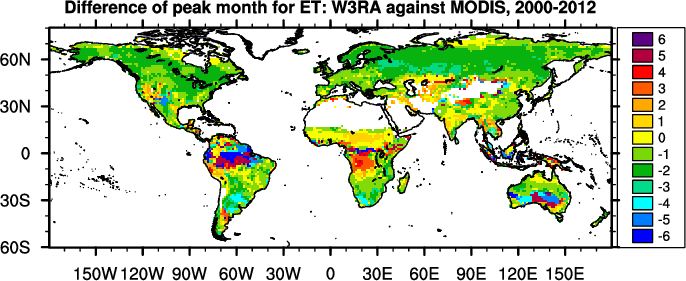 Difference of peak month for ET: W3RA against MODIS, 2000-2012
60N
30N
0
30S
60S
150W 120W 90W 60W 30W 0 30E 60E 90E 120E 150E
6
5
4
3
2
1
0
-1
-2
-3
-4
-5
-6